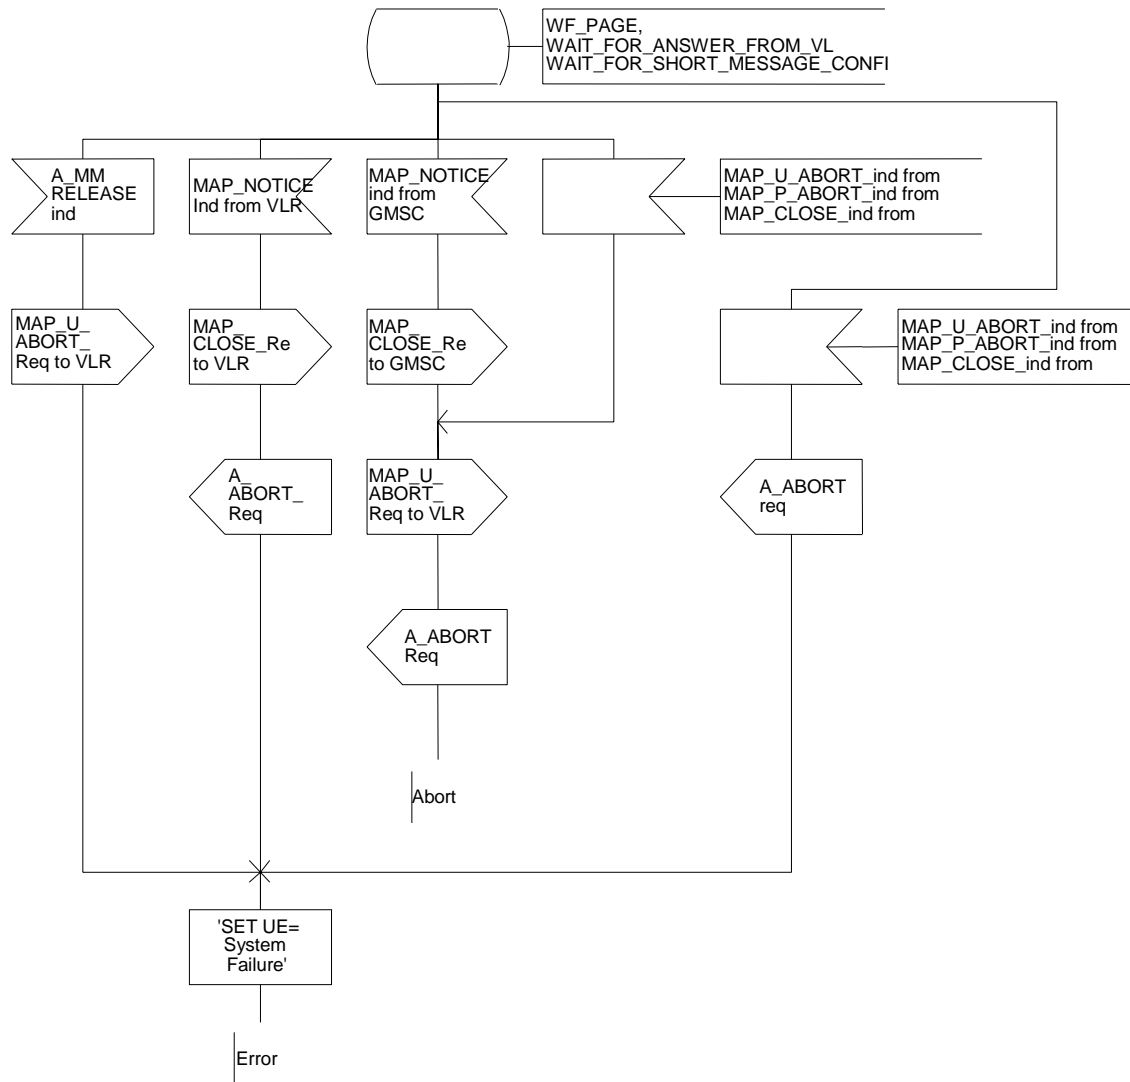 WF_PAGE,
WAIT_FOR_ANSWER_FROM_VL
WAIT_FOR_SHORT_MESSAGE_CONFI
A_MM
RELEASE
ind
MAP_NOTICE
Ind from VLR
MAP_NOTICE
ind from
GMSC
MAP_U_ABORT_ind from
MAP_P_ABORT_ind from
MAP_CLOSE_ind from
MAP_U_
ABORT_
Req to VLR
MAP_
CLOSE_Re
to VLR
MAP_
CLOSE_Re
to GMSC
MAP_U_ABORT_ind from
MAP_P_ABORT_ind from
MAP_CLOSE_ind from
A_
ABORT_
Req
MAP_U_
ABORT_
Req to VLR
A_ABORT
req
A_ABORT
Req
Abort
'SET UE=
System
Failure'
Error